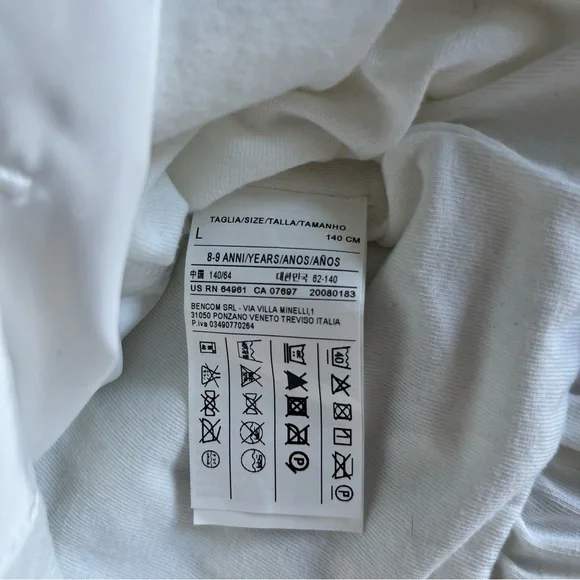 TAGLIA/SIZE/TALLA/TAMANHO
L 140 CM
8-9 ANNI/YEARS/ANOS/AÑOS
中国 140/64 대한민국 62-140
US RN 64961 CA 07697 20080183
BENCOM SRL - VIA VILLA MINELLI,1
31050 PONZANO VENETO TREVISO ITALIA
P.iva 03490770264
40
P P